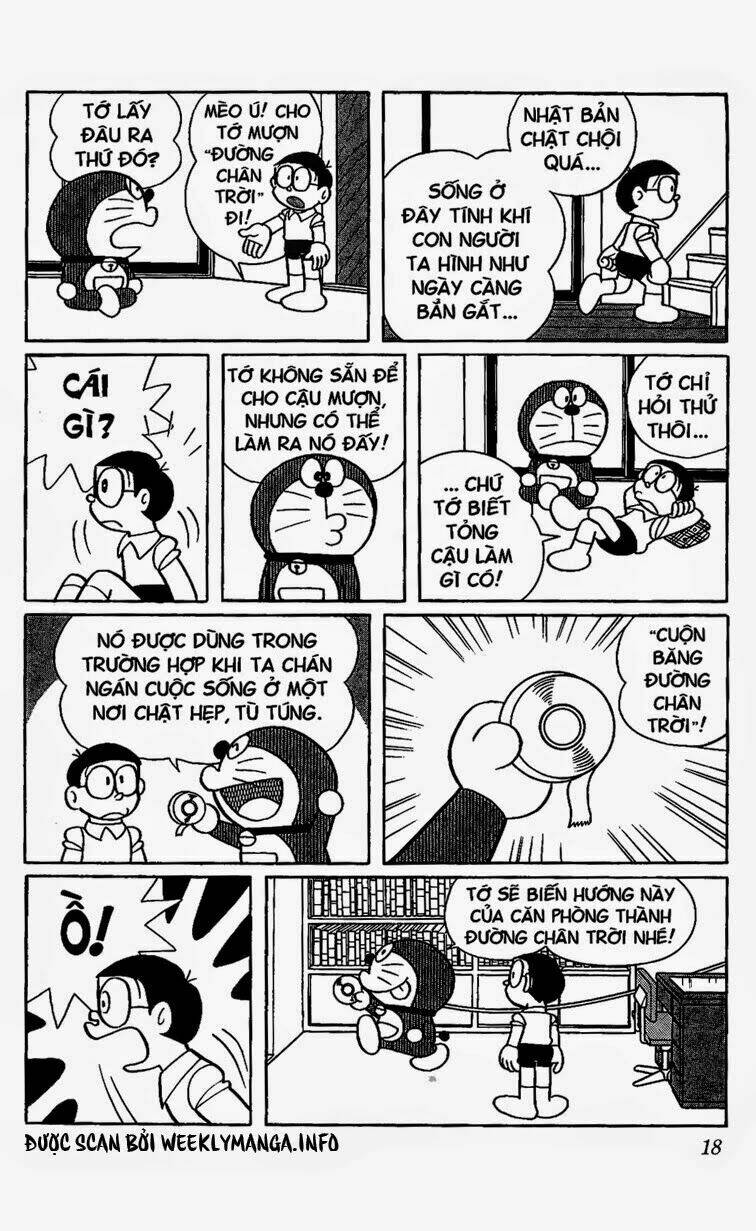 NHẬT BẢN
CHẬT CHỘI
QUÁ...
SỐNG Ở
ĐÂY TÍNH KHÍ
CON NGƯỜI
TA HÌNH NHƯ
NGÀY CÀNG
BẲN GẮT...
MÈO Ú! CHO
TỚ MƯỢN
“ĐƯỜNG
CHÂN
TRỜI”
ĐI!
TỚ LẤY
ĐÂU RA
THỨ ĐÓ?
TỚ CHỈ
HỎI THỬ
THÔI...
... CHỨ
TỚ BIẾT
TỎNG
CẬU LÀM
GÌ CÓ!
TỚ KHÔNG SẴN ĐỂ
CHO CẬU MƯỢN,
NHƯNG CÓ THỂ
LÀM RA NÓ ĐẤY!
CÁI
GÌ?
“CUỘN
BĂNG
ĐƯỜNG
CHÂN
TRỜI”!
NÓ ĐƯỢC DÙNG TRONG
TRƯỜNG HỢP KHI TA CHÁN
NGÁN CUỘC SỐNG Ở MỘT
NƠI CHẬT HẸP, TÙ TÚNG.
TỚ SẼ BIẾN HƯỚNG NÀY
CỦA CĂN PHÒNG THÀNH
ĐƯỜNG CHÂN TRỜI NHÉ!
Ồ!
ĐƯỢC SCAN BỞI WEEKLYMANGA.INFO
18